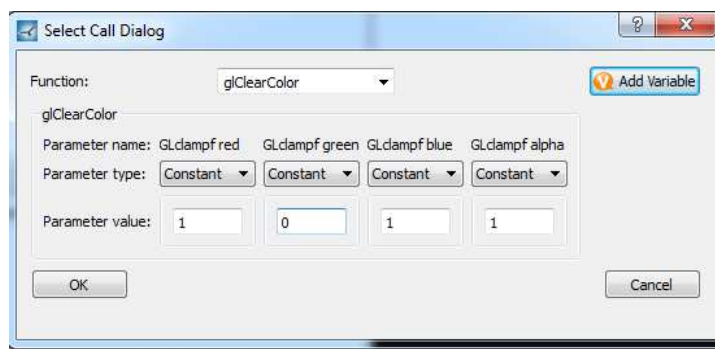 Select Call Dialog
Function: glClearColor Add Variable
glClearColor
Parameter name: GLclampf red GLclampf green GLclampf blue GLclampf alpha
Parameter type: Constant Constant Constant Constant
Parameter value: 1 0 1 1
OK Cancel